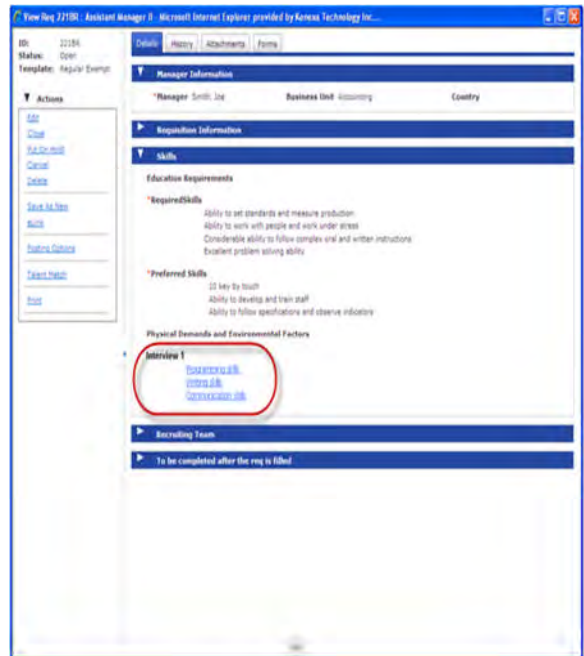 View Req 221BR : Assistant Manager II - Microsoft Internet Explorer provided by Kenexa Technology Inc....
ID: 221BR
Status: Open
Template: Regular Exempt
Actions
Edit
Close
Put On Hold
Cancel
Delete
Save As New
Posting Options
Talent Match
Print
Details History Attachments Forms
Manager Information
*Manager Smith, Joe Business Unit Accounting Country
Requisition Information
Skills
Education Requirements
*RequiredSkills
Ability to set standards and measure production
Ability to work with people and work under stress
Considerable ability to follow complex oral and written instructions
Excellent problem solving ability
*Preferred Skills
10 key by touch
Ability to develop and train staff
Ability to follow specifications and observe indicators
Physical Demands and Environmental Factors
Interview 1
Programming skills
Writing skills
Communication skills
Recruiting Team
To be completed after the req is filled